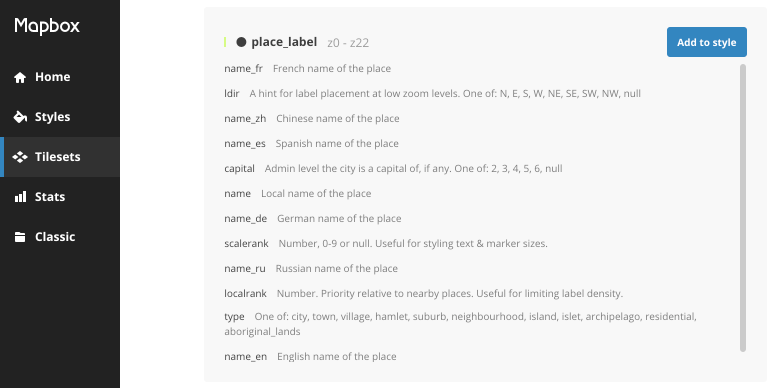 Mapbox
Home
Styles
Tilesets
Stats
Classic
place_label z0 - z22
Add to style
name_fr French name of the place
ldir A hint for label placement at low zoom levels. One of: N, E, S, W, NE, SE, SW, NW, null
name_zh Chinese name of the place
name_es Spanish name of the place
capital Admin level the city is a capital of, if any. One of: 2, 3, 4, 5, 6, null
name Local name of the place
name_de German name of the place
scalerank Number, 0-9 or null. Useful for styling text & marker sizes.
name_ru Russian name of the place
localrank Number. Priority relative to nearby places. Useful for limiting label density.
type One of: city, town, village, hamlet, suburb, neighbourhood, island, islet, archipelago, residential,
aboriginal_lands
name_en English name of the place